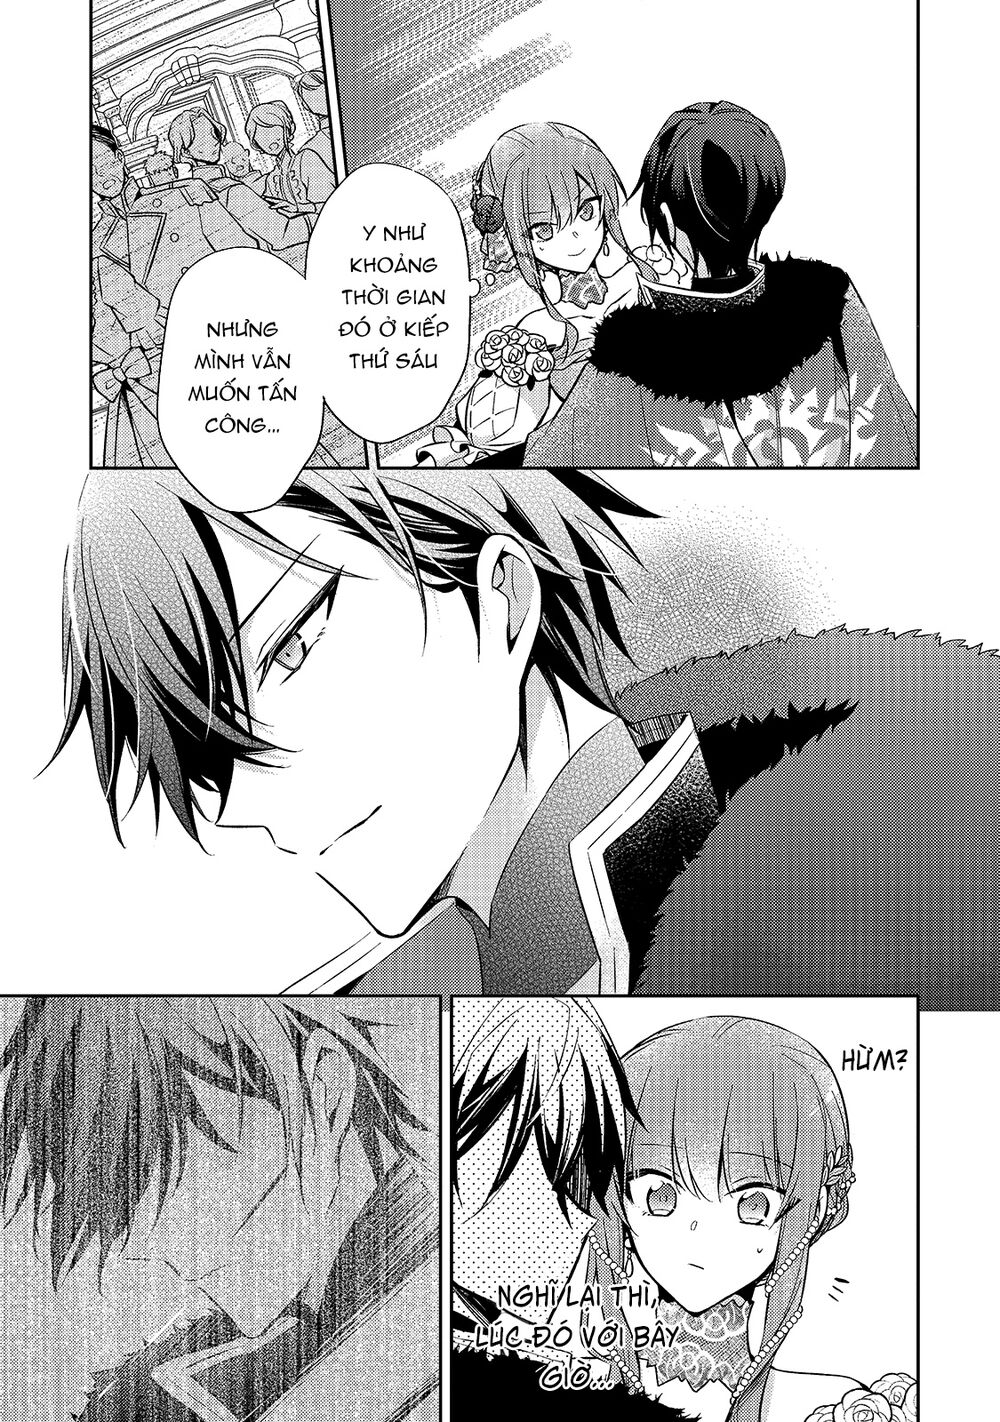 Y NHƯ
KHOẢNG
THỜI GIAN
ĐÓ Ở KIẾP
THỨ SÁU
NHƯNG
MÌNH VẪN
MUỐN TẤN
CÔNG...
HỪM?
NGHĨ LẠI THÌ,
LÚC ĐÓ VỚI BÂY
GIỜ...